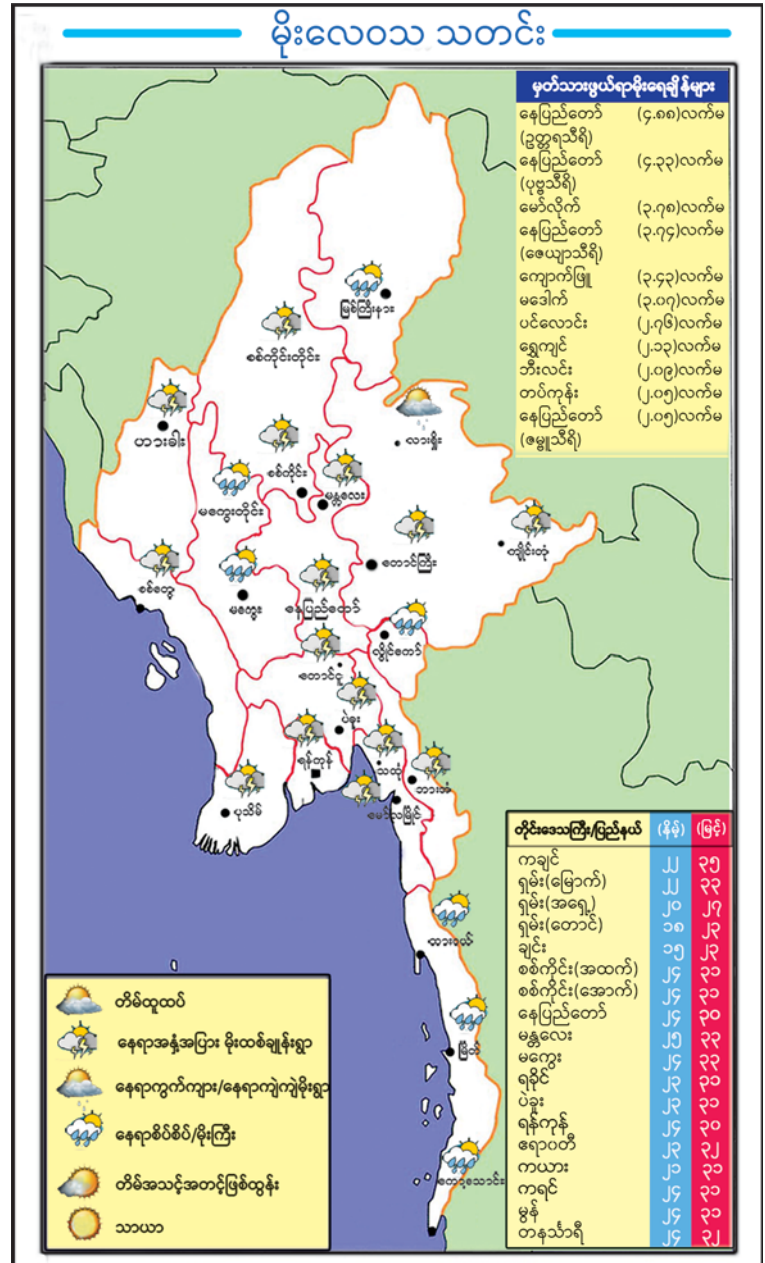 မိုးလေဝသ သတင်း
မှတ်သားဖွယ်ရာမိုးရေချိန်များ
နေပြည်တော် (၄.၈၈)လက်မ
(ဥတ္တရသီရိ)
နေပြည်တော် (၄.၃၃)လက်မ
(ပုဗ္ဗသီရိ)
မော်လိုက် (၃.၇၈)လက်မ
နေပြည်တော် (၃.၇၄)လက်မ
(ဇေယျာသီရိ)
ကျောက်ဖြူ (၃.၄၃)လက်မ
မဒေါက် (၃.၀၇)လက်မ
ပင်လောင်း (၂.၇၆)လက်မ
ရွှေကျင် (၂.၁၃)လက်မ
ဘီးလင်း (၂.၀၉)လက်မ
တပ်ကုန်း (၂.၀၅)လက်မ
နေပြည်တော် (၂.၀၅)လက်မ
(ဇမ္ဗူသီရိ)
မြစ်ကြီးနား
စစ်ကိုင်းတိုင်း
ဟားခါး
လားရှိုး
စစ်ကိုင်း
မန္တလေး
မကွေးတိုင်း
ကျိုင်းတုံ
တောင်ကြီး
စစ်တွေ
မကွေး
နေပြည်တော်
လွိုင်ကော်
တောင်ငူ
ပဲခူး
ရန်ကုန်
သထုံ
ဘားအံ
ပုသိမ်
မော်လမြိုင်
ထားဝယ်
မြိတ်
ကော့သောင်း
တိမ်ထူထပ်
နေရာအနှံ့အပြား မိုးထစ်ချုန်းရွာ
နေရာကွက်ကျား/နေရာကျဲကျဲမိုးရွာ
နေရာစိပ်စိပ်/မိုးကြီး
တိမ်အသင့်အတင့်ဖြစ်ထွန်း
သာယာ
တိုင်းဒေသကြီး/ပြည်နယ် (နိမ့်) (မြင့်)
ကချင် ၂၂ ၃၅
ရှမ်း(မြောက်) ၂၂ ၃၃
ရှမ်း(အရှေ့) ၂၀ ၂၇
ရှမ်း(တောင်) ၁၈ ၂၃
ချင်း ၁၅ ၂၃
စစ်ကိုင်း(အထက်) ၂၄ ၃၁
စစ်ကိုင်း(အောက်) ၂၄ ၃၁
နေပြည်တော် ၂၄ ၃၀
မန္တလေး ၂၅ ၃၃
မကွေး ၂၄ ၃၃
ရခိုင် ၂၃ ၃၁
ပဲခူး ၂၃ ၃၁
ရန်ကုန် ၂၄ ၃၀
ဧရာဝတီ ၂၃ ၃၂
ကယား ၂၁ ၃၁
ကရင် ၂၄ ၃၁
မွန် ၂၄ ၃၁
တနင်္သာရီ ၂၄ ၃၂